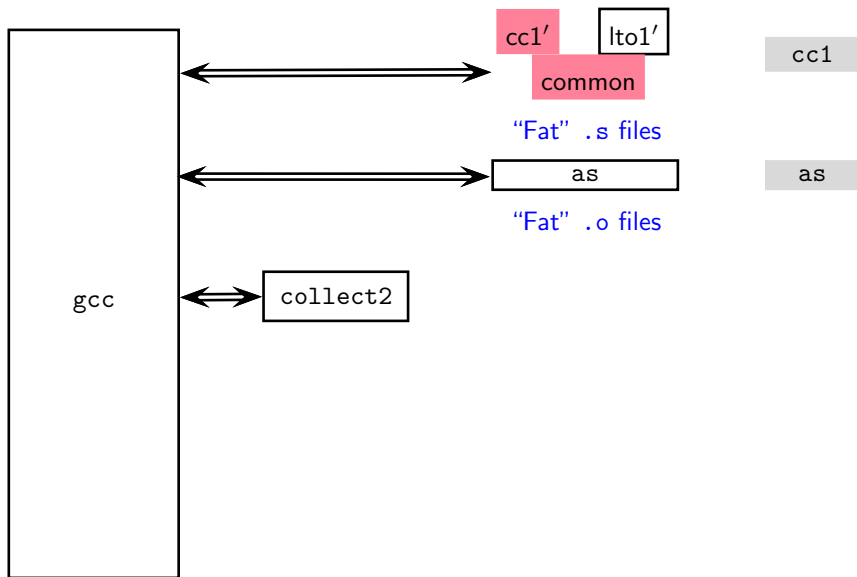 cc1′ lto1′
cc1
common
“Fat” .s files
as as
“Fat” .o files
gcc collect2